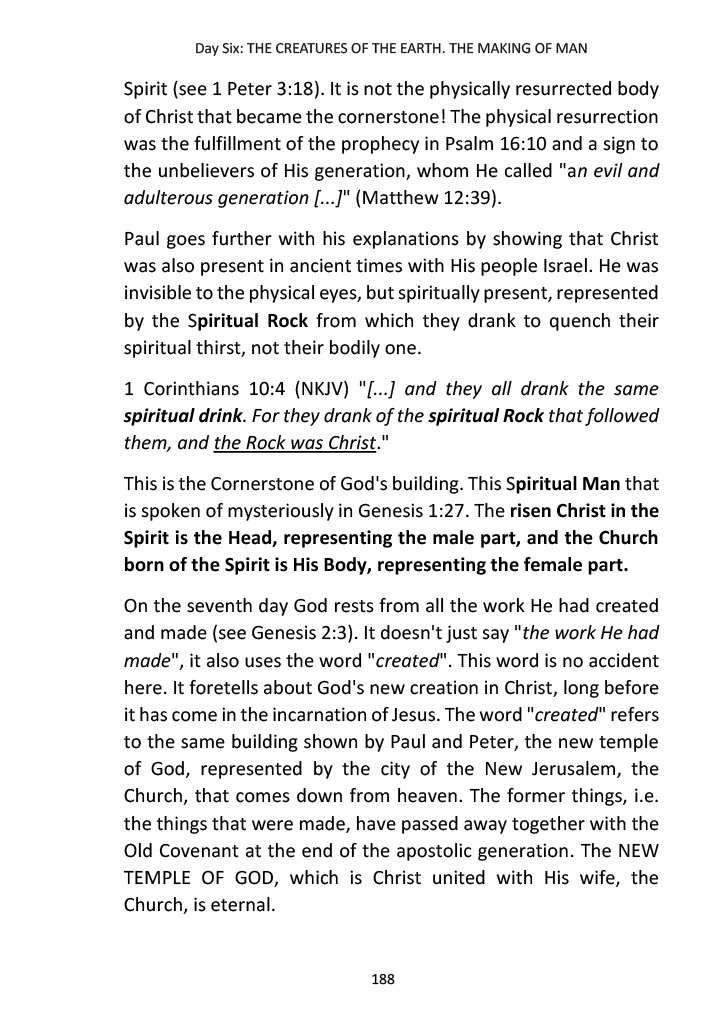 Day Six: THE CREATURES OF THE EARTH. THE MAKING OF MAN
Spirit (see 1 Peter 3:18). It is not the physically resurrected body
of Christ that became the cornerstone! The physical resurrection
was the fulfillment of the prophecy in Psalm 16:10 and a sign to
the unbelievers of His generation, whom He called "an evil and
adulterous generation [...]" (Matthew 12:39).
Paul goes further with his explanations by showing that Christ
was also present in ancient times with His people Israel. He was
invisible to the physical eyes, but spiritually present, represented
by the Spiritual Rock from which they drank to quench their
spiritual thirst, not their bodily one.
1 Corinthians 10:4 (NKJV) "[...] and they all drank the same
spiritual drink. For they drank of the spiritual Rock that followed
them, and the Rock was Christ."
This is the Cornerstone of God's building. This Spiritual Man that
is spoken of mysteriously in Genesis 1:27. The risen Christ in the
Spirit is the Head, representing the male part, and the Church
born of the Spirit is His Body, representing the female part.
On the seventh day God rests from all the work He had created
and made (see Genesis 2:3). It doesn't just say "the work He had
made", it also uses the word "created". This word is no accident
here. It foretells about God's new creation in Christ, long before
it has come in the incarnation of Jesus. The word "created" refers
to the same building shown by Paul and Peter, the new temple
of God, represented by the city of the New Jerusalem, the
Church, that comes down from heaven. The former things, i.e.
the things that were made, have passed away together with the
Old Covenant at the end of the apostolic generation. The NEW
TEMPLE OF GOD, which is Christ united with His wife, the
Church, is eternal.
188